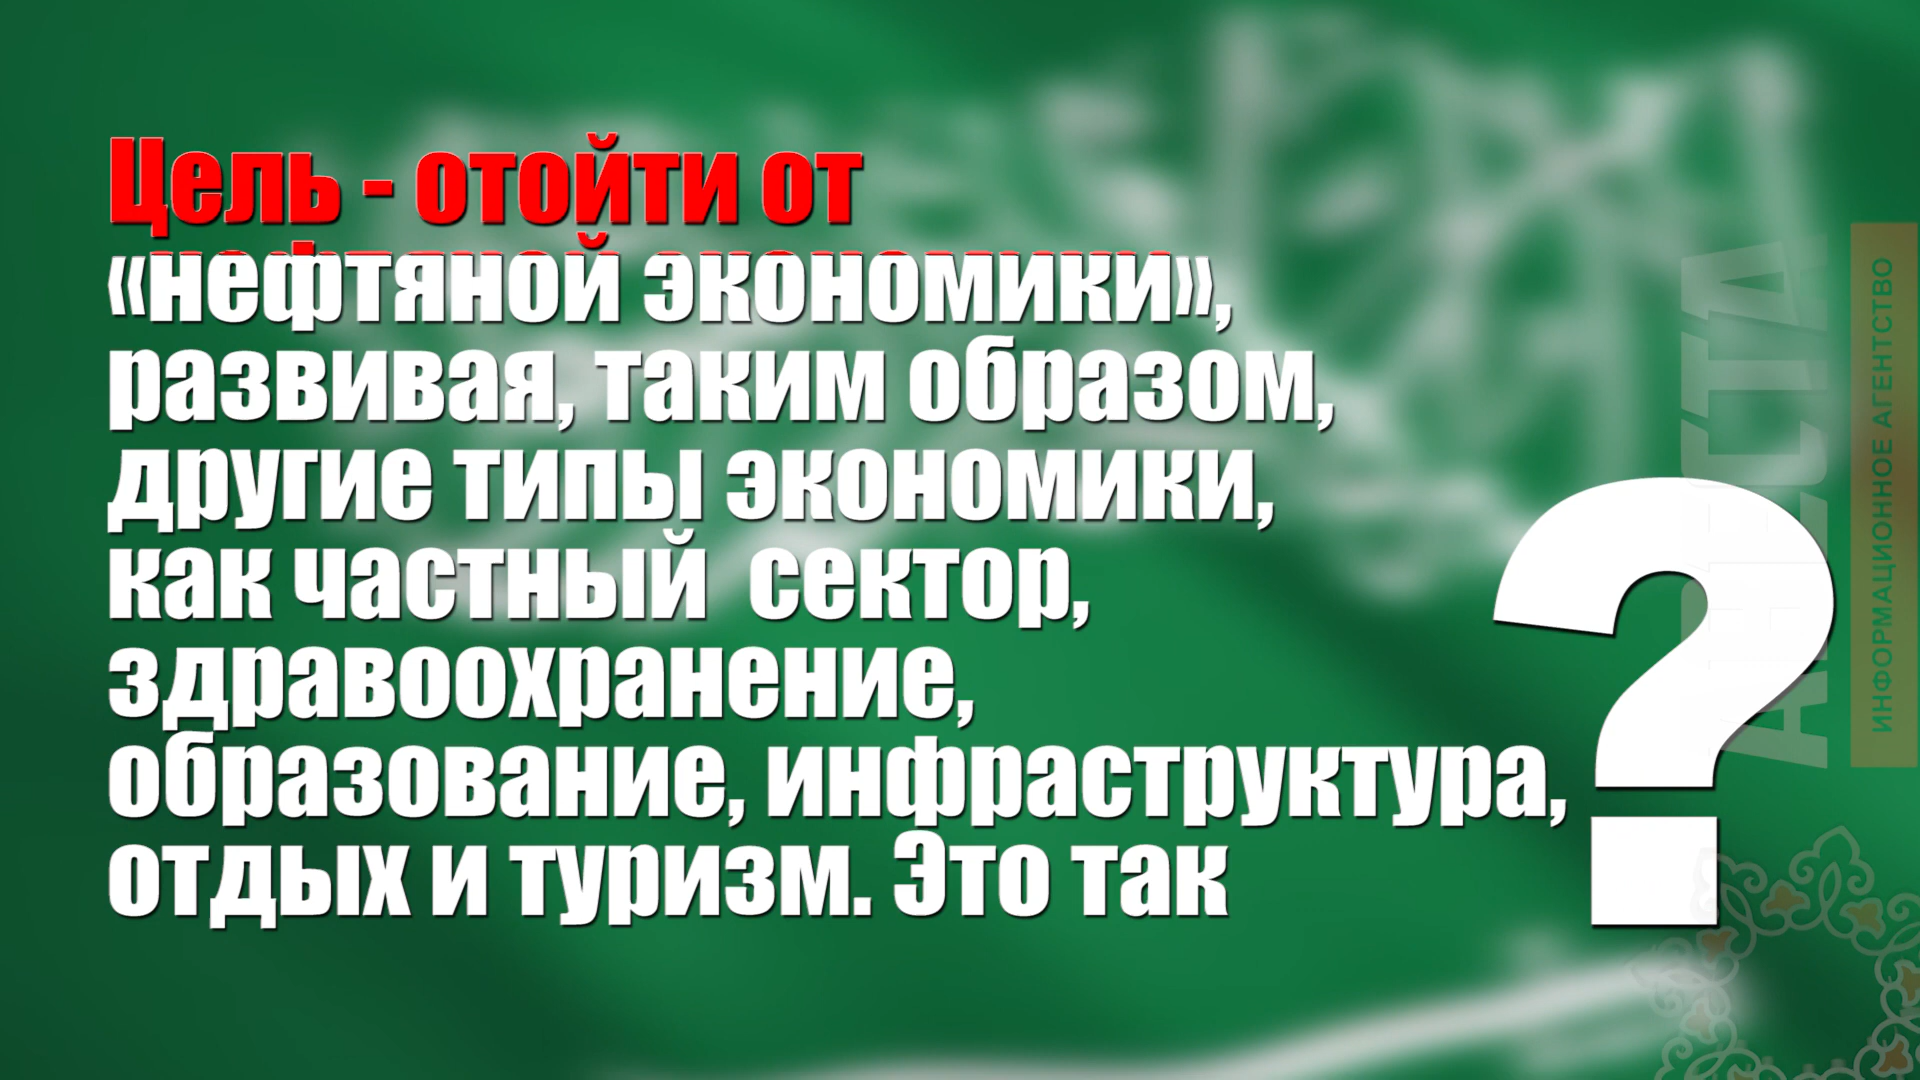 Цель - отойти от
«нефтяной экономики»,
развивая, таким образом,
другие типы экономики,
как частный  сектор,
здравоохранение,
образование, инфраструктура,
отдых и туризм. Это так
?
ИНФОРМАЦИОННОЕ АГЕНТСТВО